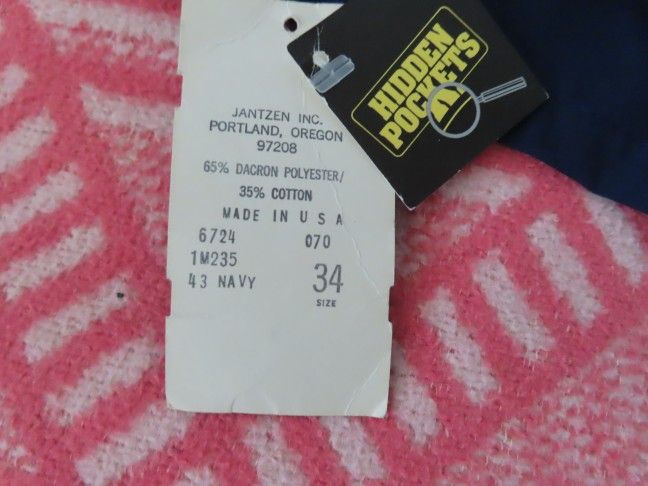 HIDDEN
POCKETS
JANTZEN INC.
PORTLAND, OREGON
97208
65% DACRON POLYESTER/
35% COTTON
MADE IN U S A
6724 070
1M235
43 NAVY 34
SIZE